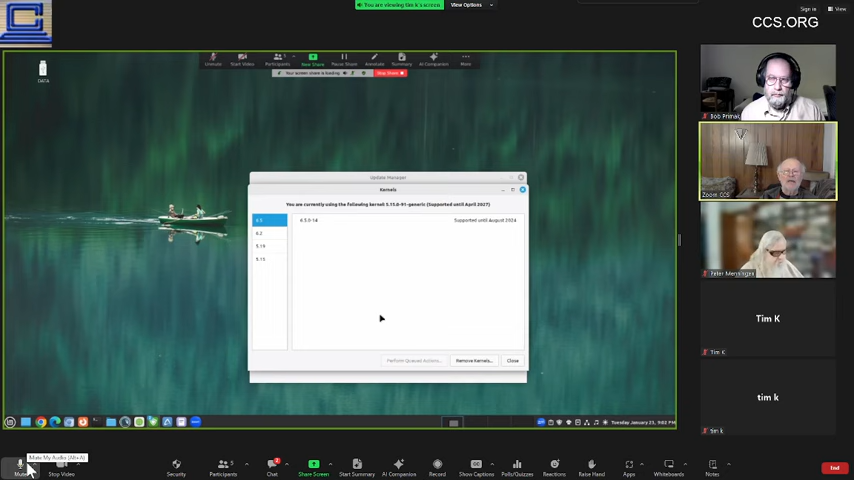 You are viewing tim k's screen
View Options
Sign in
View
CCS.ORG
Unmute
Start Video
Participants
New Share
Pause Share
Annotate
Summary
AI Companion
More
Your screen share is loading
Stop Share
DATA
Update Manager
Kernels
You are currently using the following kernel: 5.15.0-91-generic (Supported until April 2027)
6.5
6.2
5.19
5.15
6.5.0-14
Supported until August 2024
Perform Queued Actions...
Remove Kernels...
Close
Zoom CCS
Tim K
Tim K
tim k
tim k
Tuesday January 23, 9:02 PM
Mute My Audio (Alt+A)
Mute
Stop Video
Security
Participants
5
Chat
Share Screen
Start Summary
AI Companion
Record
Show Captions
Polls/Quizzes
Reactions
Raise Hand
Apps
Whiteboards
Notes
End